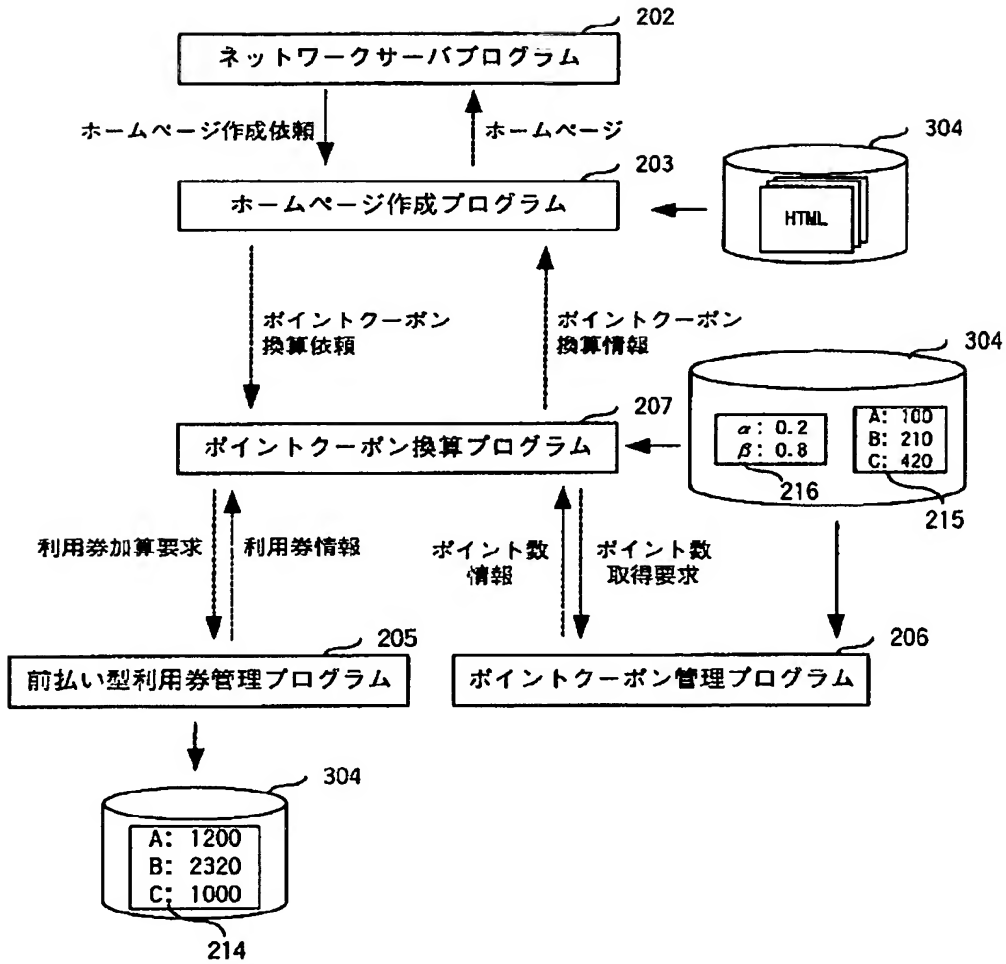 202
ネットワークサーバプログラム
ホームページ作成依頼
ホームページ
203
ホームページ作成プログラム
304
HTML
ポイントクーポン
換算依頼
ポイントクーポン
換算情報
304
207
ポイントクーポン換算プログラム
α: 0.2
β: 0.8
216
A: 100
B: 210
C: 420
215
利用券加算要求
利用券情報
ポイント数
情報
ポイント数
取得要求
205
前払い型利用券管理プログラム
206
ポイントクーポン管理プログラム
304
A: 1200
B: 2320
C: 1000
214